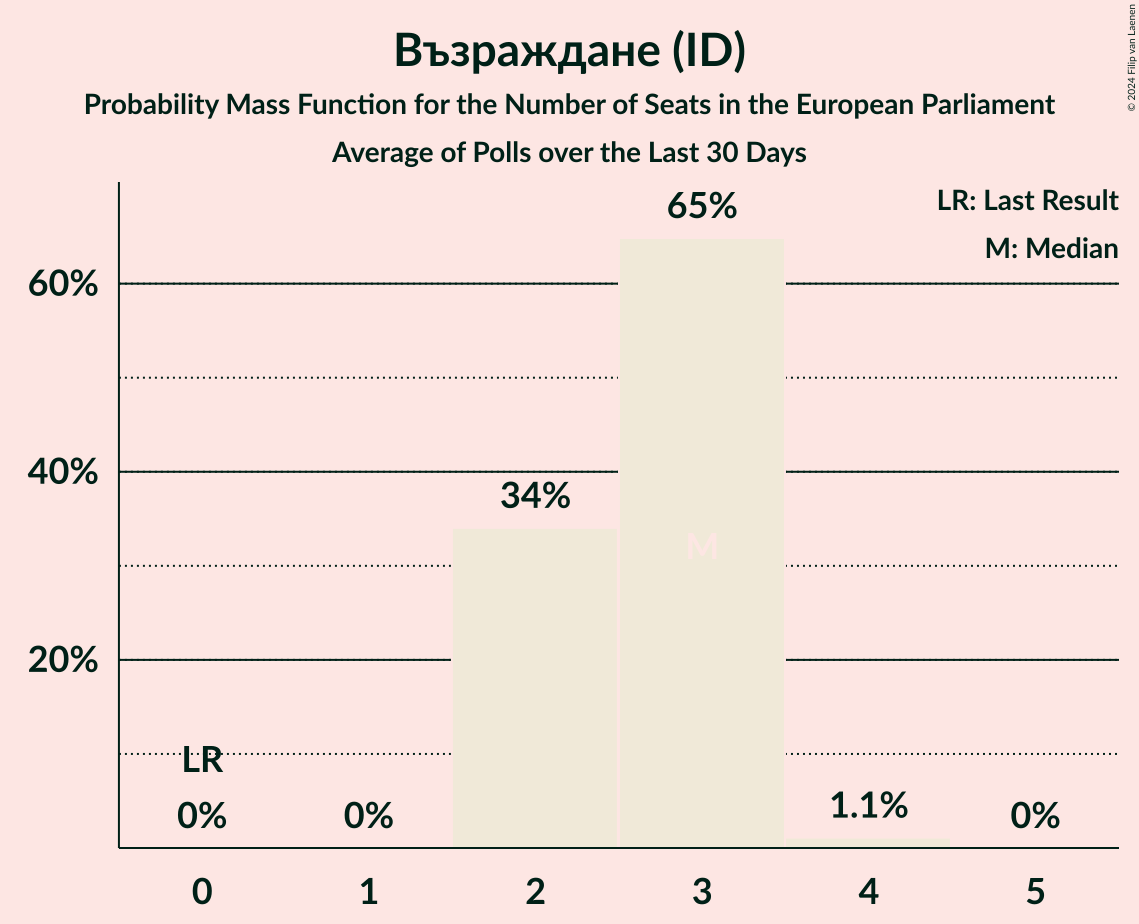 Възраждане (ID)
Probability Mass Function for the Number of Seats in the European Parliament
Average of Polls over the Last 30 Days
© 2024 Filip van Laenen
LR: Last Result
M: Median
65%
60%
40%
34%
M
20%
LR
0%
0%
1.1%
0%
0
1
2
3
4
5